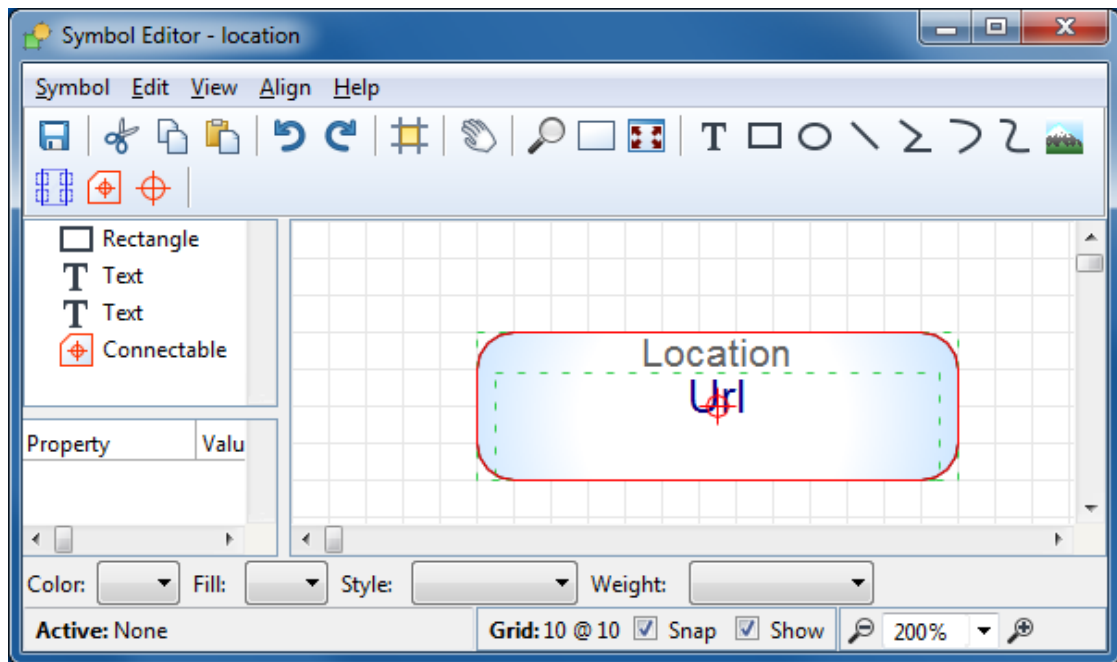 Symbol Editor - location
Symbol Edit View Align Help
T
Rectangle
T Text
T Text
Connectable
Property Valu
Location
Url
Color: Fill: Style: Weight:
Active: None Grid: 10 @ 10 Snap Show 200%